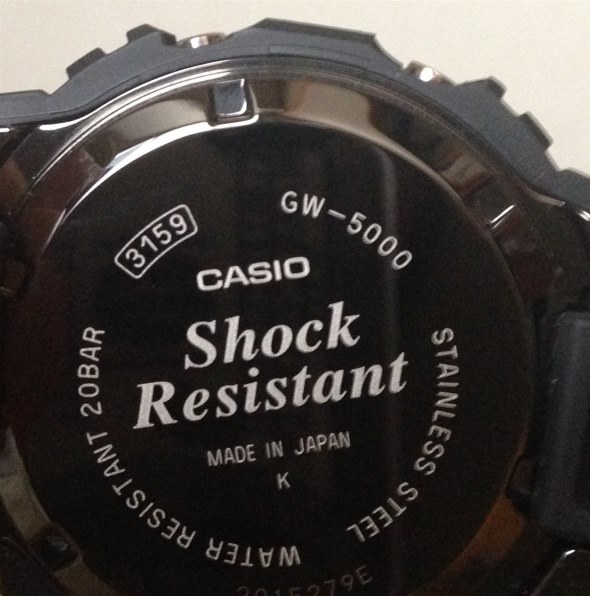 3159
GW-5000
CASIO
Shock
Resistant
MADE IN JAPAN
K
WATER RESISTANT 20BAR
STAINLESS STEEL